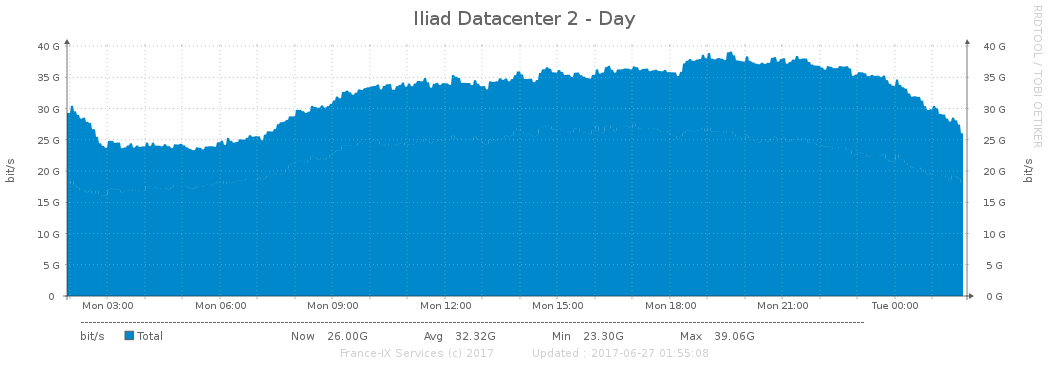 Iliad Datacenter 2 - Day
RRDTOOL / TOBI OETIKER
40 G 40 G
35 G 35 G
30 G 30 G
25 G 25 G
20 G 20 G
15 G 15 G
10 G 10 G
5 G 5 G
0 0 G
bit/s bit/s
Mon 03:00 Mon 06:00 Mon 09:00 Mon 12:00 Mon 15:00 Mon 18:00 Mon 21:00 Tue 00:00
bit/s Total Now 26.00G Avg 32.32G Min 23.30G Max 39.06G
France-IX Services (c) 2017 Updated : 2017-06-27 01:55:08